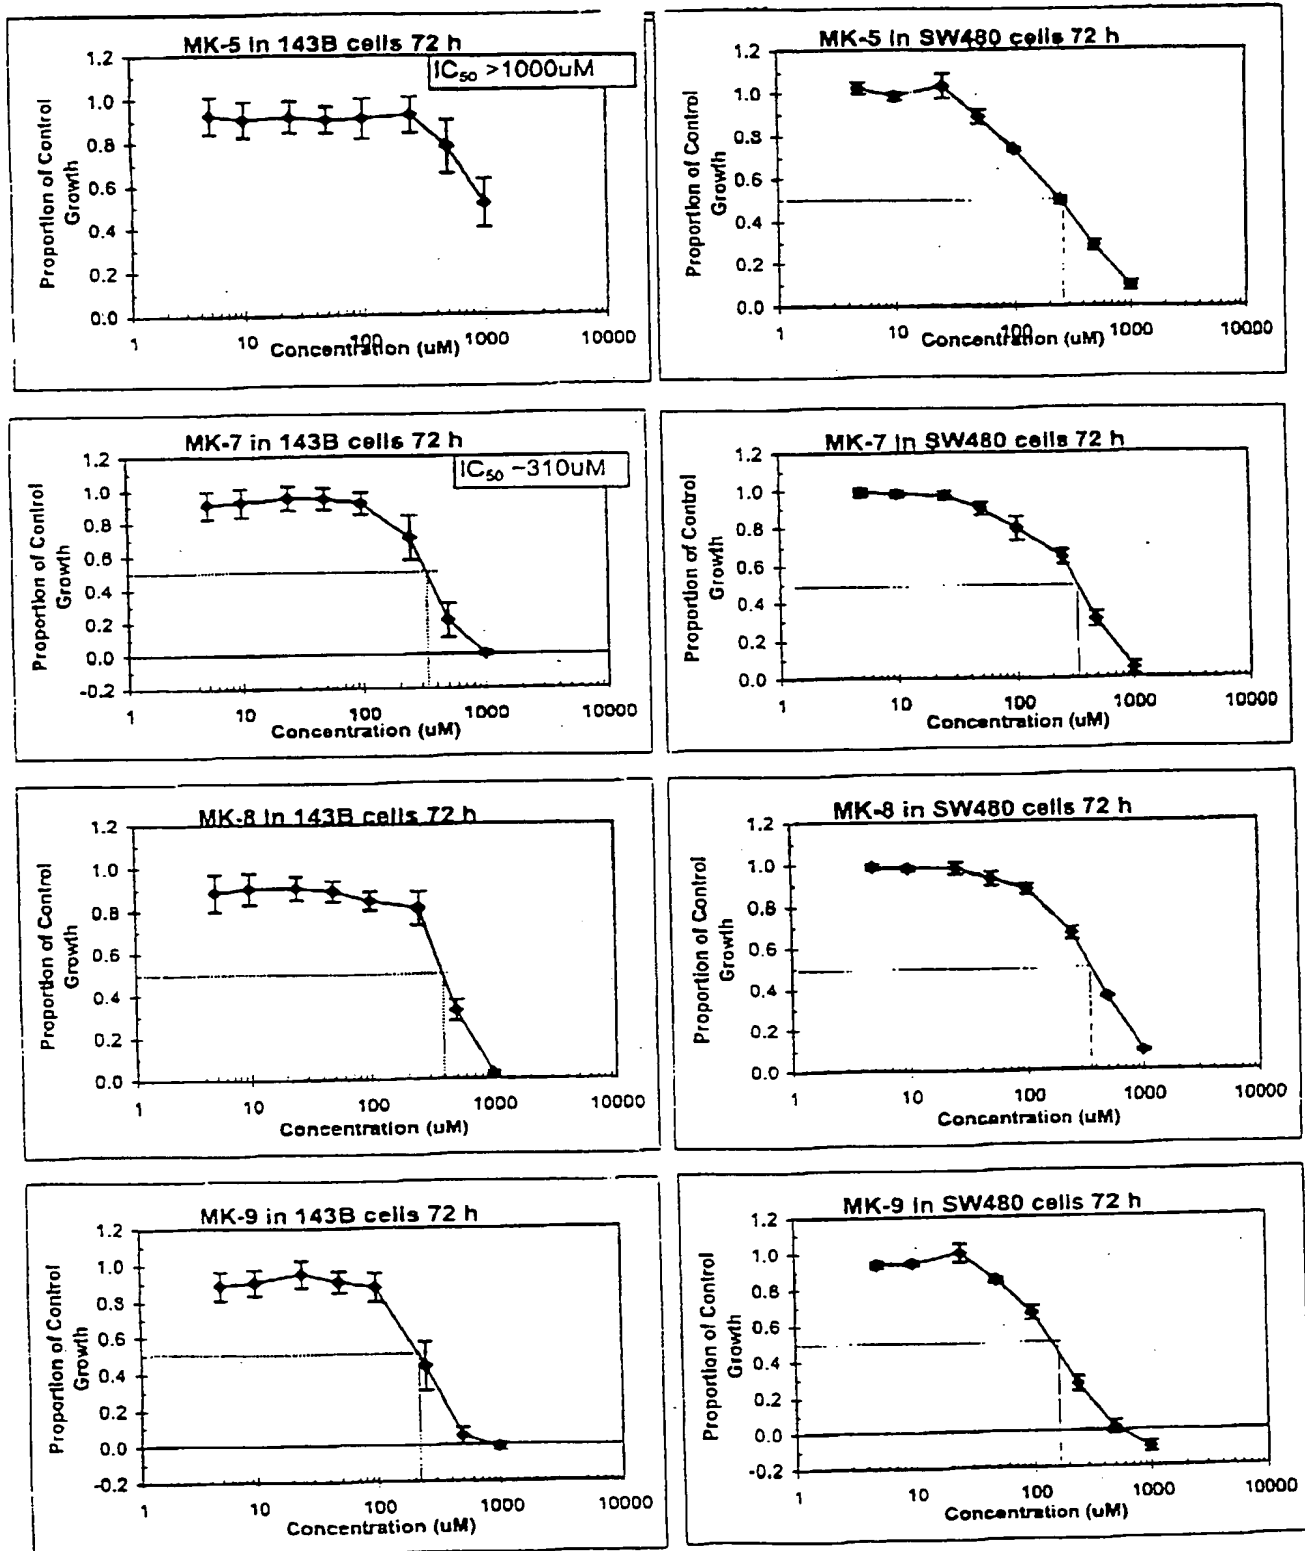 MK-5 in 143B cells 72 h
IC50 >1000uM
Proportion of Control
Growth
1.2
1.0
0.8
0.6
0.4
0.2
0.0
1
10
100
1000
10000
Concentration (uM)
MK-5 in SW480 cells 72 h
Proportion of Control
Growth
1.2
1.0
0.8
0.6
0.4
0.2
0.0
1
10
100
1000
10000
Concentration (uM)
MK-7 in 143B cells 72 h
IC50 ~310uM
Proportion of Control
Growth
1.2
1.0
0.8
0.6
0.4
0.2
0.0
-0.2
1
10
100
1000
10000
Concentration (uM)
MK-7 in SW480 cells 72 h
Proportion of Control
Growth
1.2
1.0
0.8
0.6
0.4
0.2
0.0
1
10
100
1000
10000
Concentration (uM)
MK-8 in 143B cells 72 h
Proportion of Control
Growth
1.2
1.0
0.8
0.6
0.4
0.2
0.0
1
10
100
1000
10000
Concentration (uM)
MK-8 in SW480 cells 72 h
Proportion of Control
Growth
1.2
1.0
0.8
0.6
0.4
0.2
0.0
1
10
100
1000
10000
Concentration (uM)
MK-9 in 143B cells 72 h
Proportion of Control
Growth
1.2
1.0
0.8
0.6
0.4
0.2
0.0
-0.2
1
10
100
1000
10000
Concentration (uM)
MK-9 in SW480 cells 72 h
Proportion of Control
Growth
1.2
1.0
0.8
0.6
0.4
0.2
0.0
-0.2
1
10
100
1000
10000
Concentration (uM)